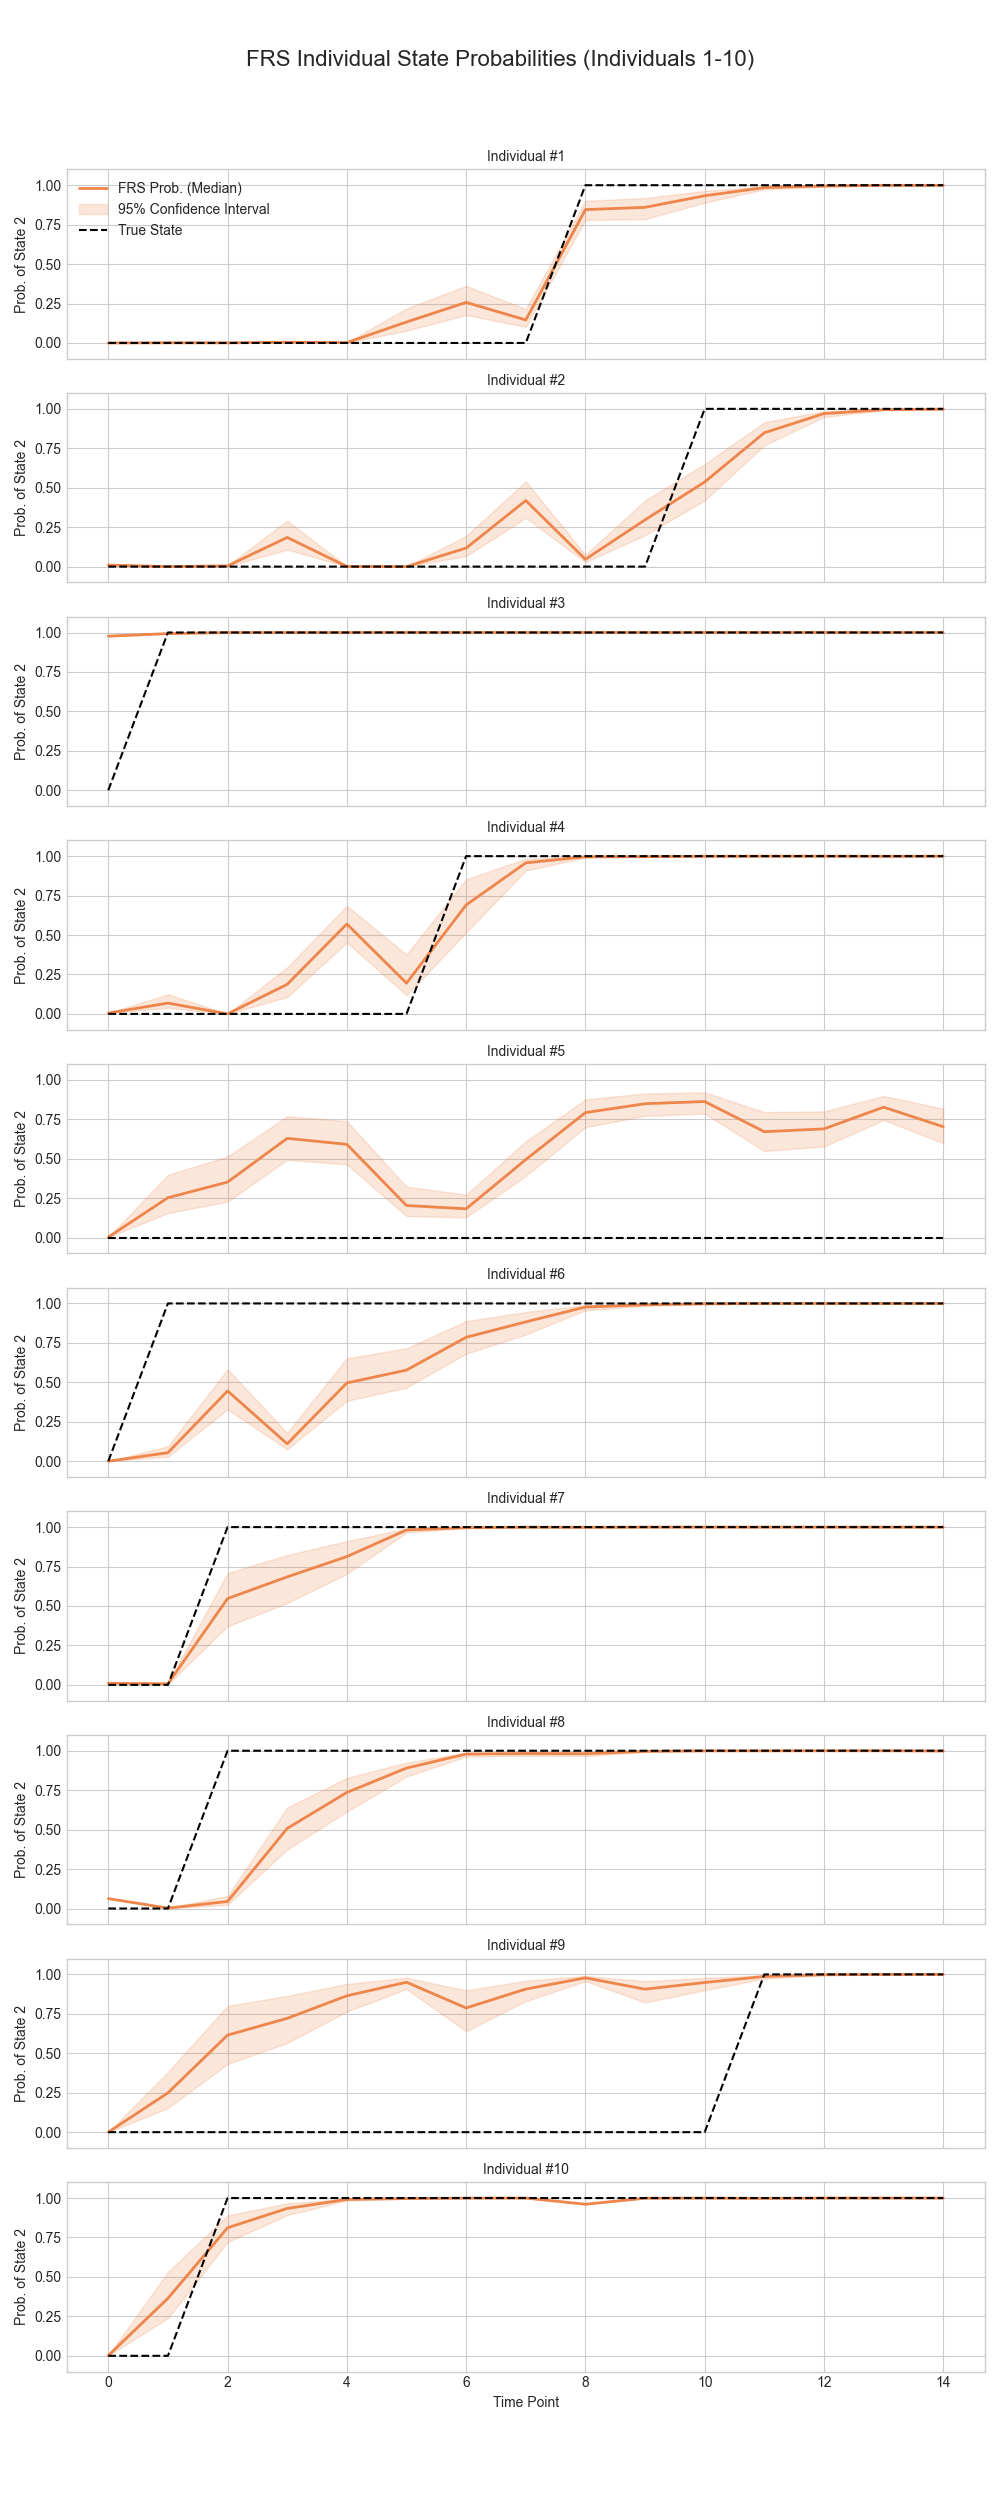 FRS Individual State Probabilities (Individuals 1-10)
Individual #1
FRS Prob. (Median)
95% Confidence Interval
True State
1.00
0.75
0.50
0.25
0.00
Prob. of State 2
Individual #2
1.00
0.75
0.50
0.25
0.00
Prob. of State 2
Individual #3
1.00
0.75
0.50
0.25
0.00
Prob. of State 2
Individual #4
1.00
0.75
0.50
0.25
0.00
Prob. of State 2
Individual #5
1.00
0.75
0.50
0.25
0.00
Prob. of State 2
Individual #6
1.00
0.75
0.50
0.25
0.00
Prob. of State 2
Individual #7
1.00
0.75
0.50
0.25
0.00
Prob. of State 2
Individual #8
1.00
0.75
0.50
0.25
0.00
Prob. of State 2
Individual #9
1.00
0.75
0.50
0.25
0.00
Prob. of State 2
Individual #10
1.00
0.75
0.50
0.25
0.00
Prob. of State 2
0 2 4 6 8 10 12 14
Time Point